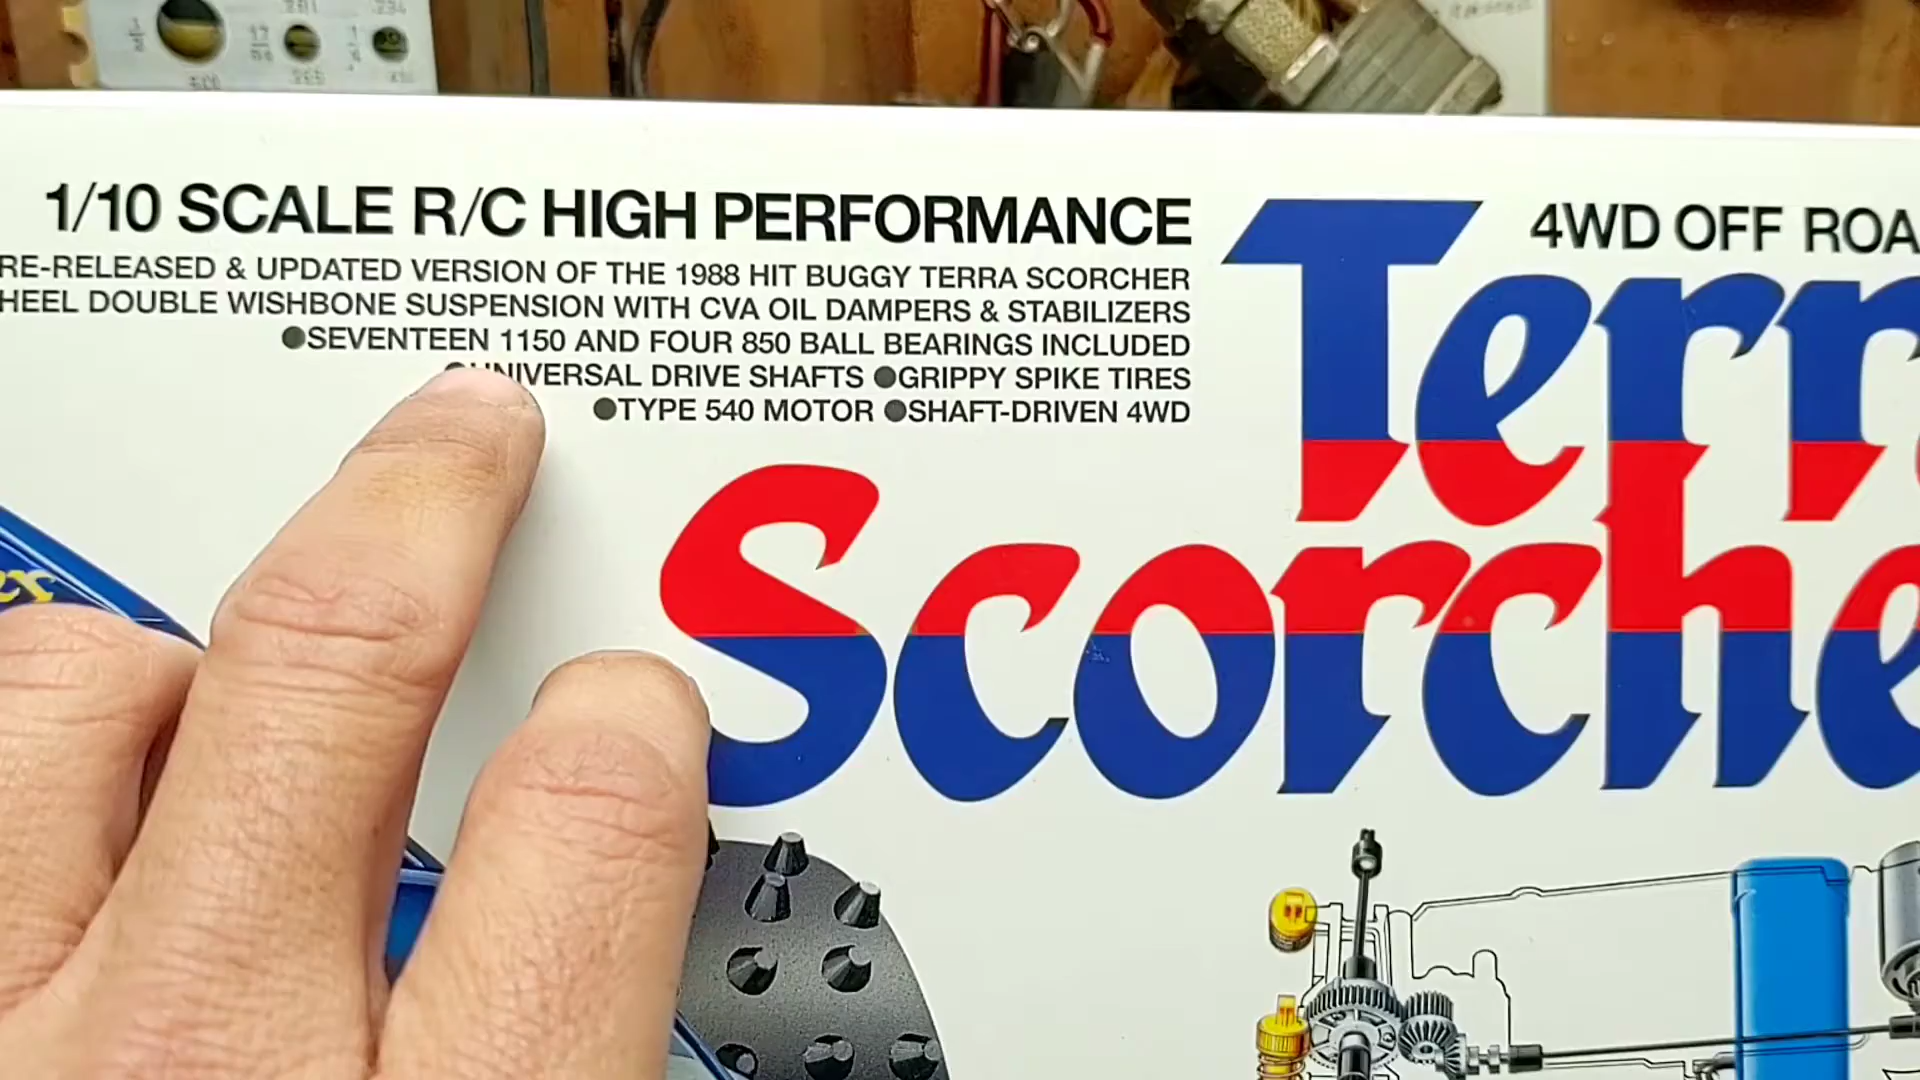 1/10 SCALE R/C HIGH PERFORMANCE
RE-RELEASED & UPDATED VERSION OF THE 1988 HIT BUGGY TERRA SCORCHER
HEEL DOUBLE WISHBONE SUSPENSION WITH CVA OIL DAMPERS & STABILIZERS
●SEVENTEEN 1150 AND FOUR 850 BALL BEARINGS INCLUDED
●UNIVERSAL DRIVE SHAFTS ●GRIPPY SPIKE TIRES
●TYPE 540 MOTOR ●SHAFT-DRIVEN 4WD
4WD OFF ROA
Terr
Scorche
ex